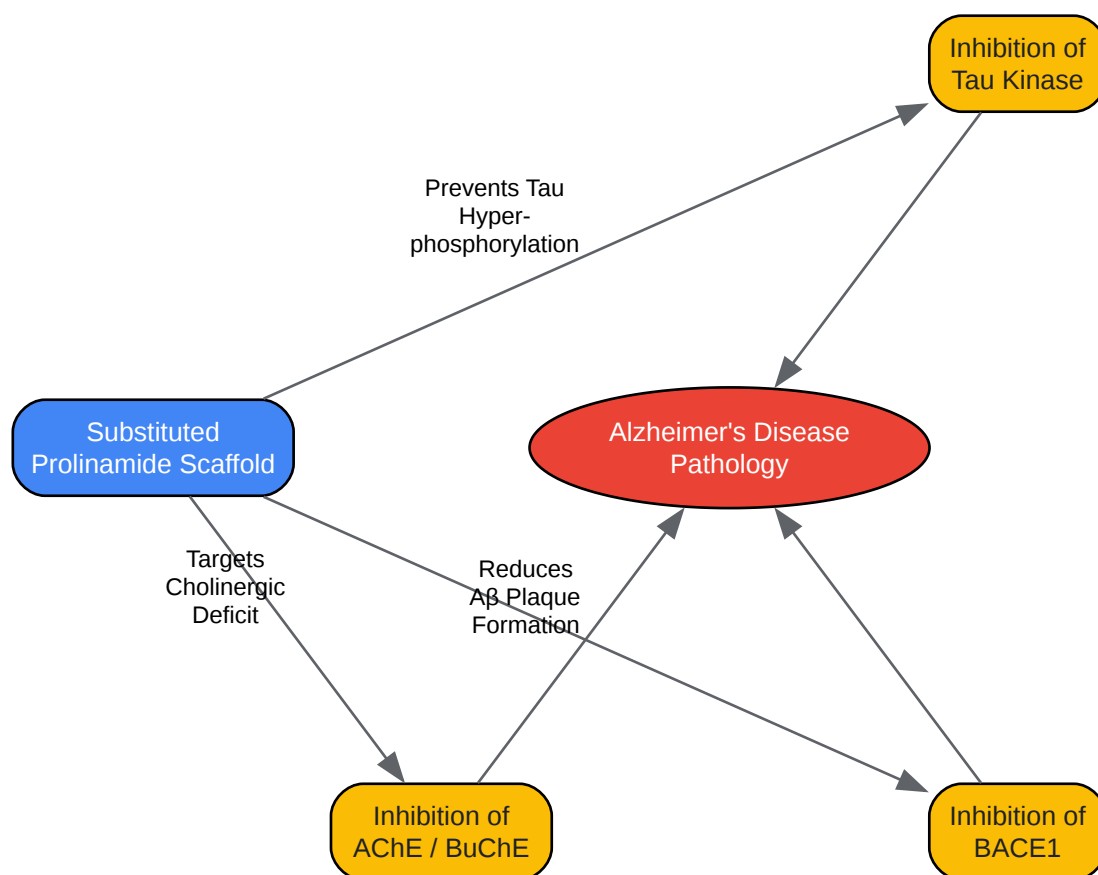 Inhibition of
Tau Kinase
Prevents Tau
Hyper-
phosphorylation
Substituted
Prolinamide Scaffold
Alzheimer's Disease
Pathology
Targets
Cholinergic
Deficit
Reduces
Aβ Plaque
Formation
Inhibition of
AChE / BuChE
Inhibition of
BACE1